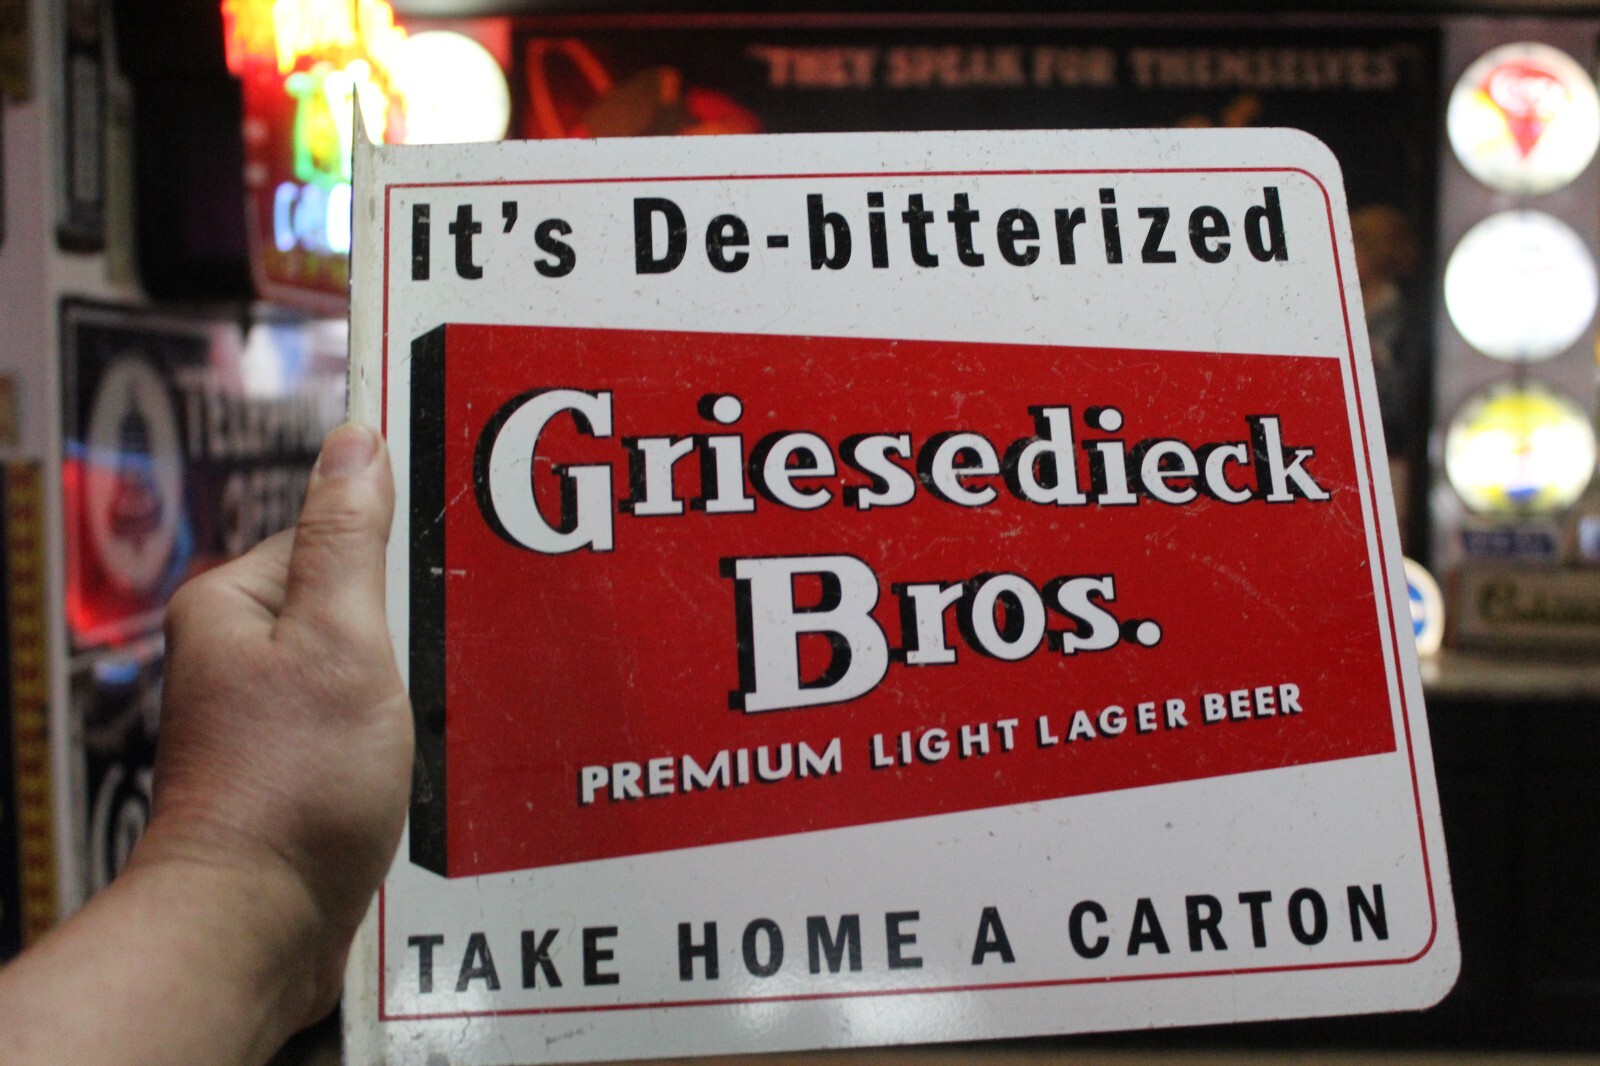 "THEY SPEAK FOR THEMSELVES"
It's De-bitterized
Griesedieck
Bros.
PREMIUM LIGHT LAGER BEER
TAKE HOME A CARTON